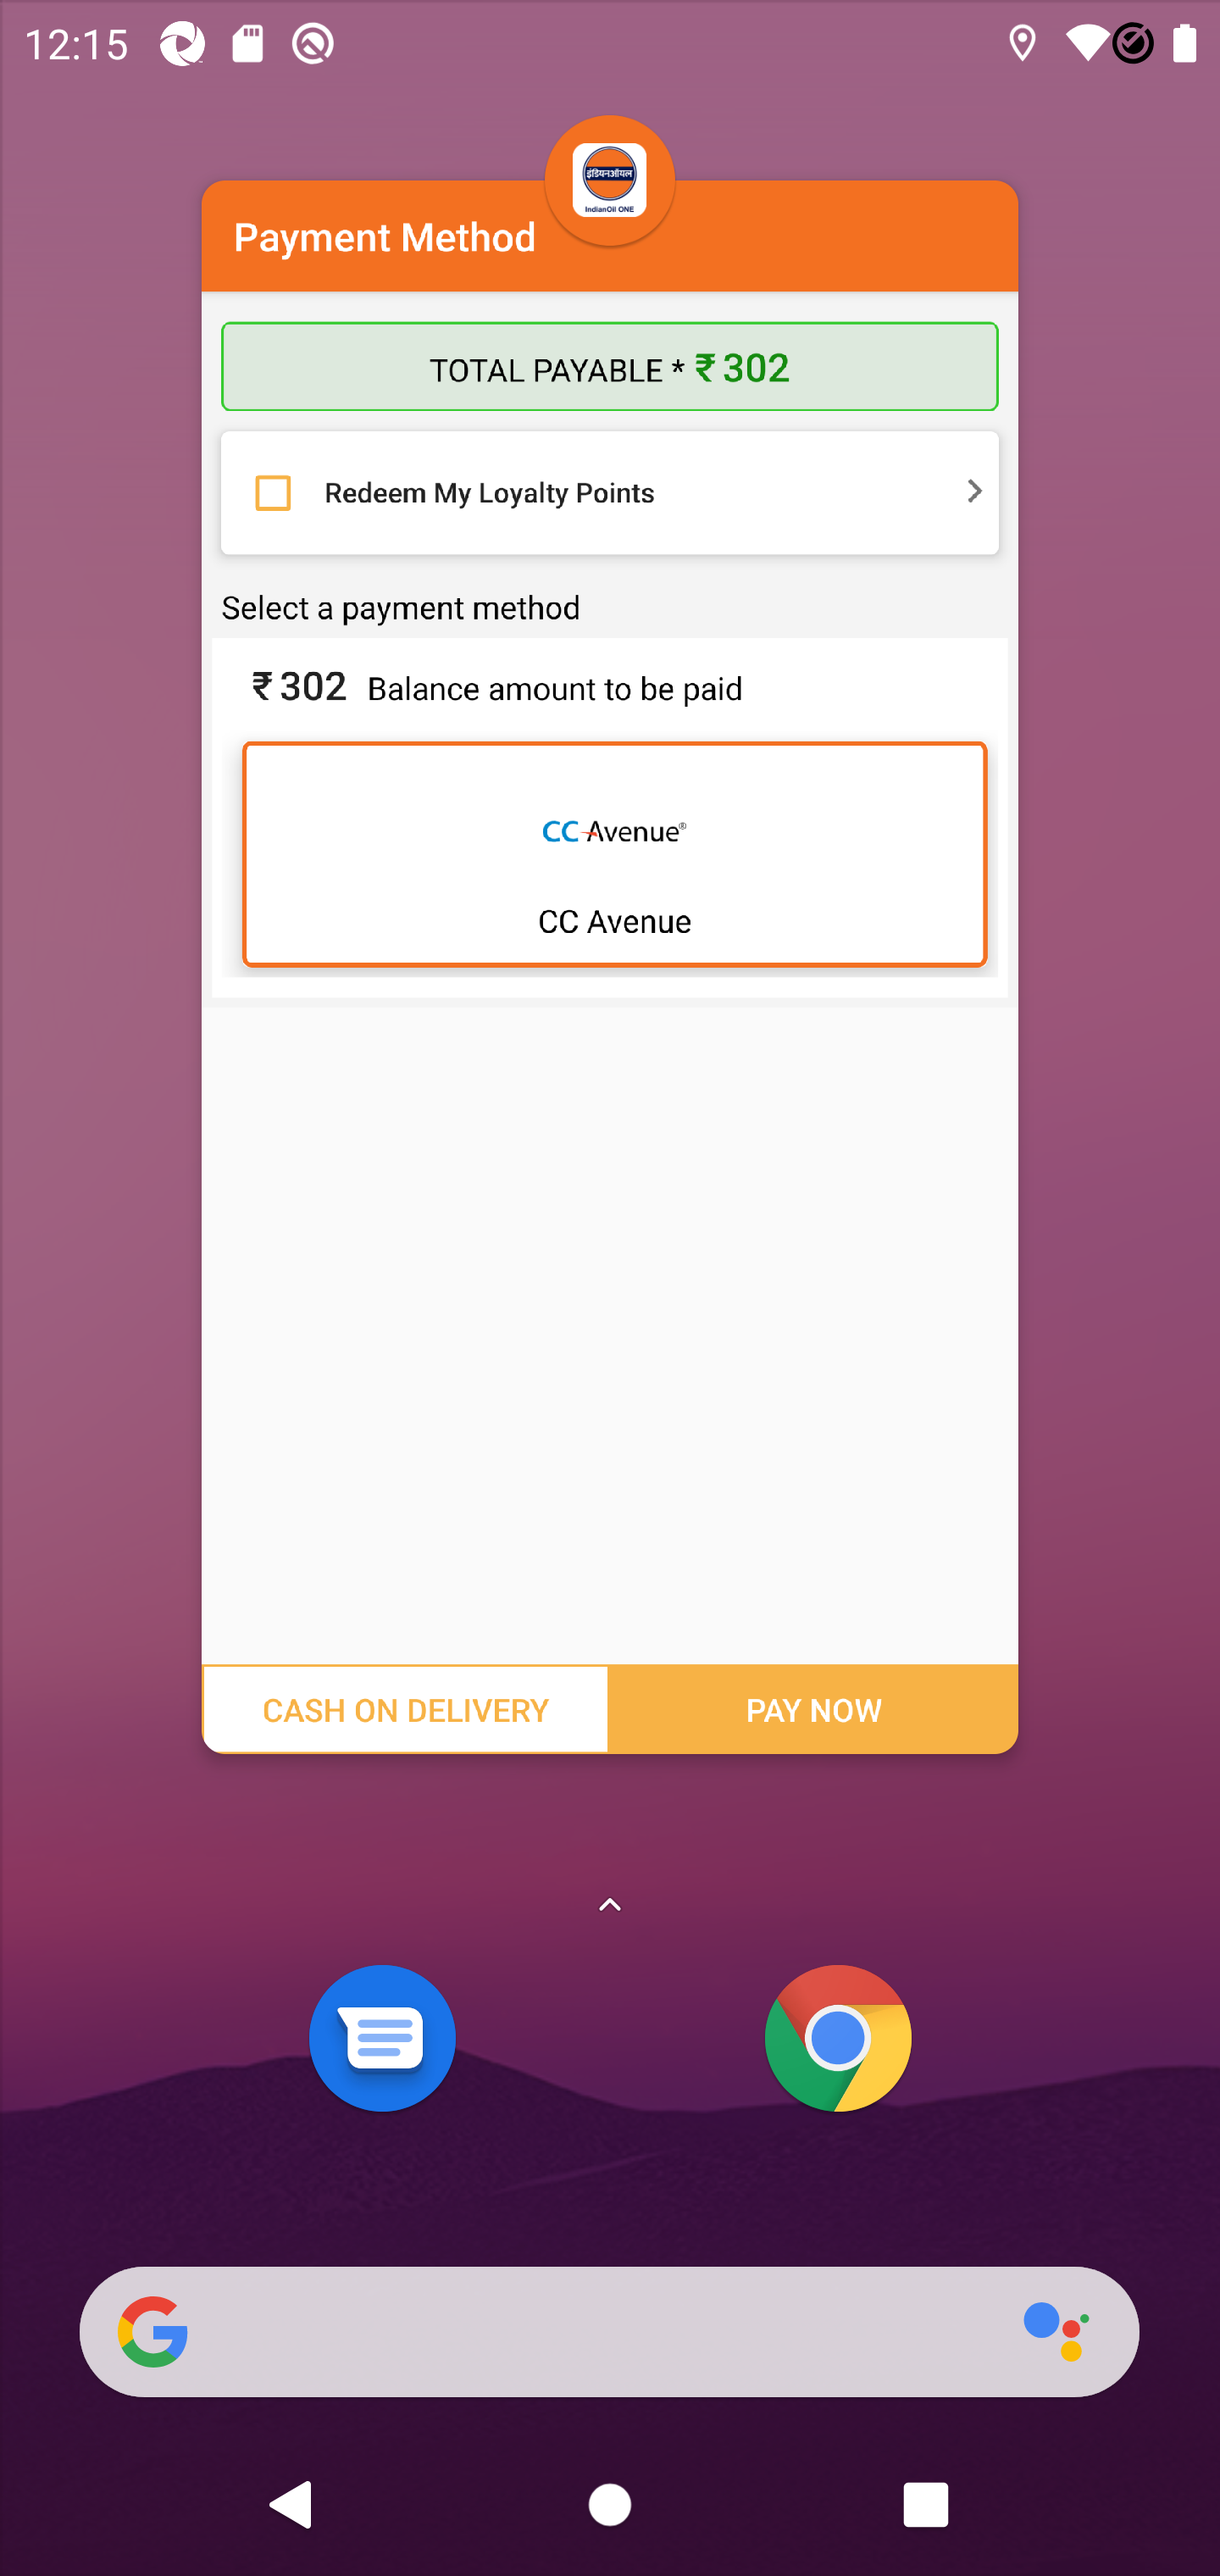 12:15
इंडियनऑयल
IndianOil ONE
Payment Method
TOTAL PAYABLE * ₹ 302
Redeem My Loyalty Points
Select a payment method
₹ 302 Balance amount to be paid
CCAvenue®
CC Avenue
CASH ON DELIVERY
PAY NOW